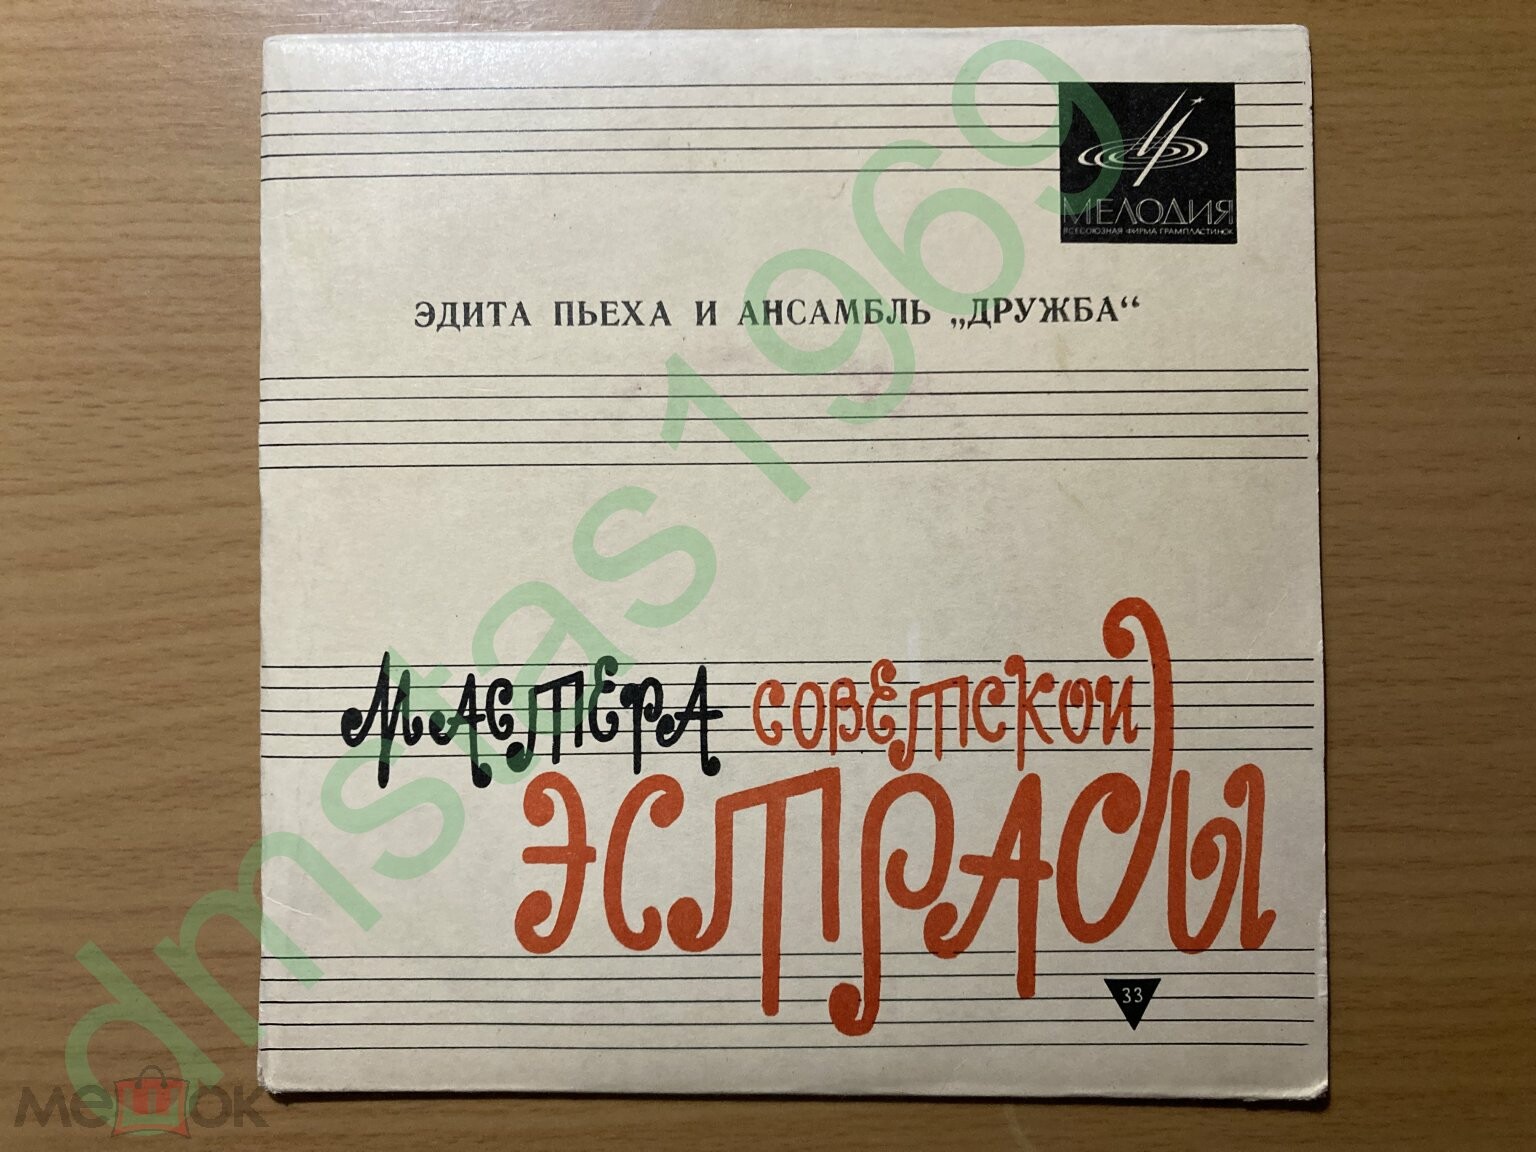 МЕЛОДИЯ
ВСЕСОЮЗНАЯ ФИРМА ГРАМПЛАСТИНОК
ЭДИТА ПЬЕХА И АНСАМБЛЬ „ДРУЖБА“
МАСТЕРА СОВЕТСКОЙ
ЭСТРАДЫ
33
dmstas1969
мешок